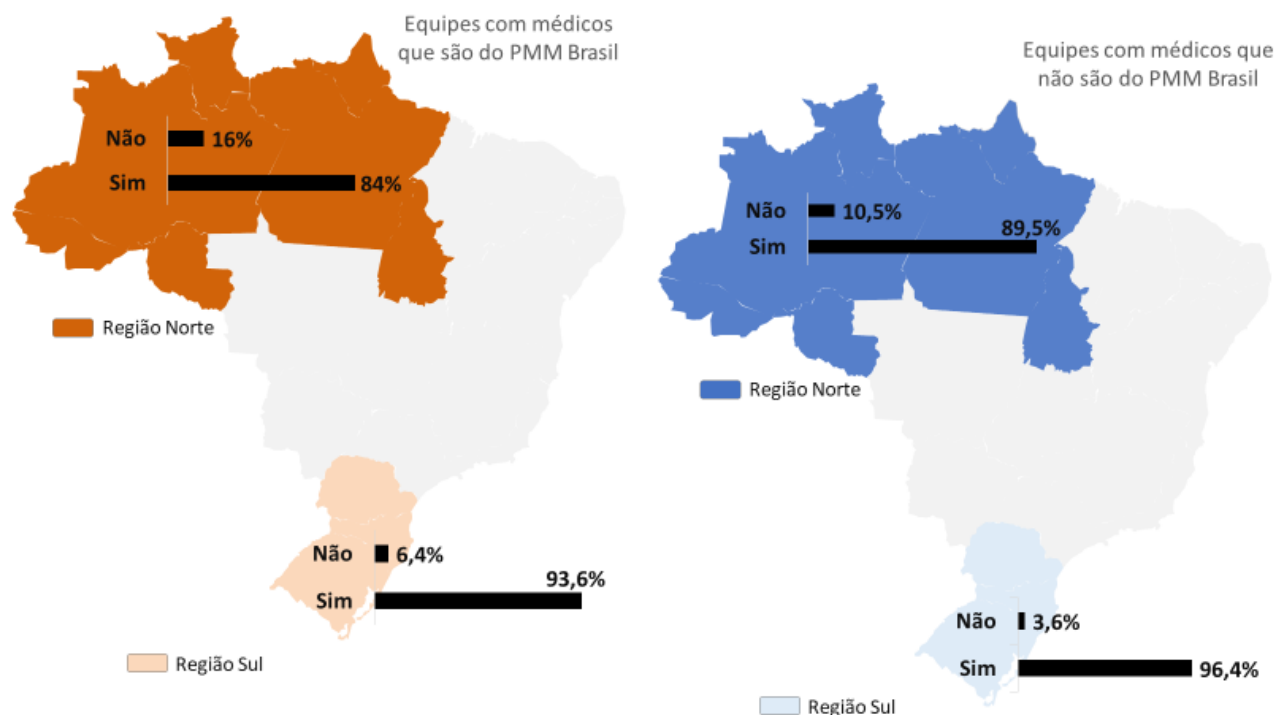 Equipes com médicos
que são do PMM Brasil
Não 16%
Sim 84%
Região Norte
Não 6,4%
93,6%
Sim
Região Sul
Equipes com médicos que
não são do PMM Brasil
Não 10,5%
89,5%
Sim
Região Norte
Não 3,6%
Sim 96,4%
Região Sul